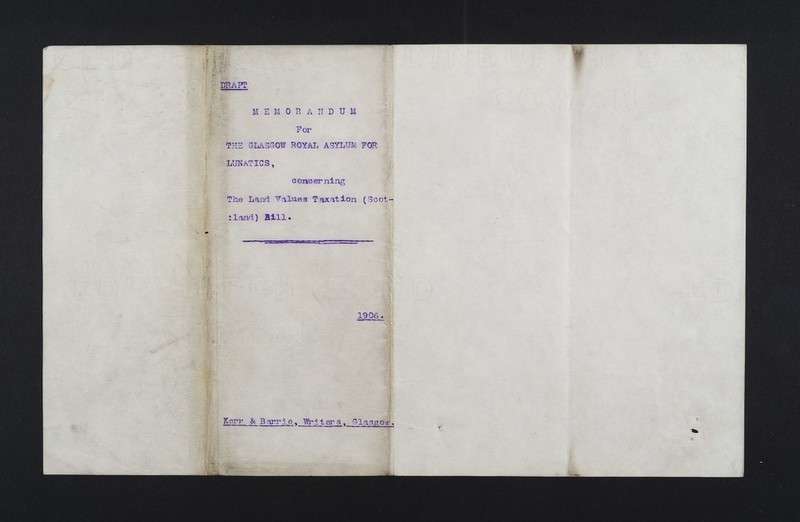 DRAFT
MEMORANDUM
For
THE GLASGOW ROYAL ASYLUM FOR
LUNATICS,
concerning
The Land Values Taxation (Scot-
:land) Bill.
1906.
Kerr & Barrie, Writers, Glasgow.